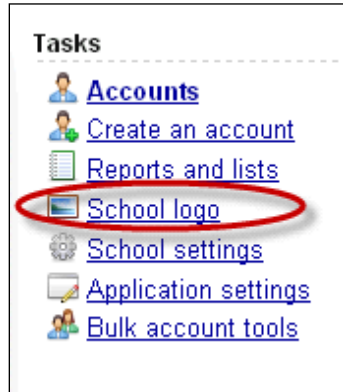 Tasks
Accounts
Create an account
Reports and lists
School logo
School settings
Application settings
Bulk account tools